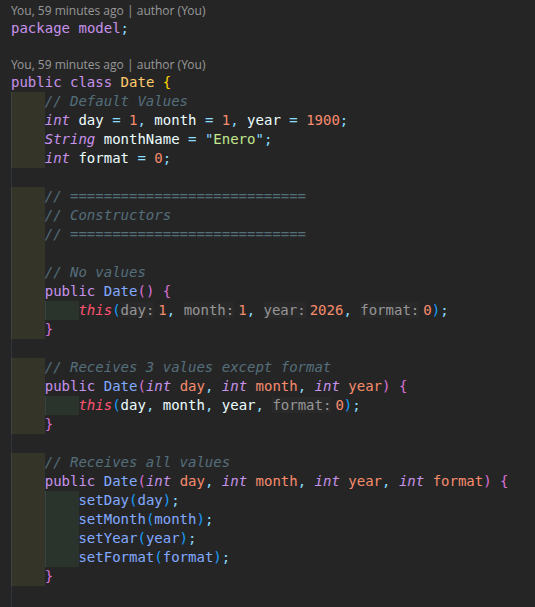 You, 59 minutes ago | author (You)
package model;
You, 59 minutes ago | author (You)
public class Date {
// Default Values
int day = 1, month = 1, year = 1900;
String monthName = "Enero";
int format = 0;
// ============================
// Constructors
// ============================
// No values
public Date() {
this(day: 1, month: 1, year: 2026, format: 0);
}
// Receives 3 values except format
public Date(int day, int month, int year) {
this(day, month, year, format: 0);
}
// Receives all values
public Date(int day, int month, int year, int format) {
setDay(day);
setMonth(month);
setYear(year);
setFormat(format);
}